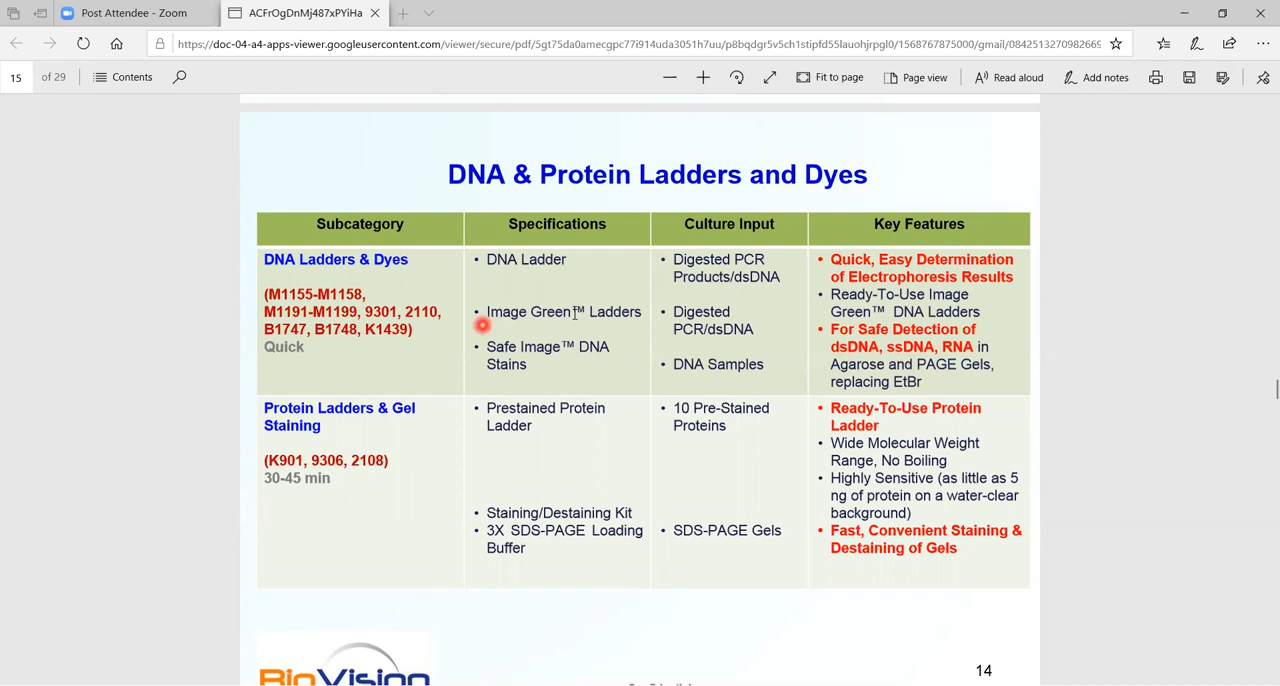 Post Attendee - Zoom
ACFrOgDnMj487xPYiHa
https://doc-04-a4-apps-viewer.googleusercontent.com/viewer/secure/pdf/5gt75da0amecgpc77i914uda3051h7uu/p8bqdgr5v5ch1stipfd55lauohjrpgl0/1568767875000/gmail/0842513270982669
15 of 29 Contents
Fit to page Page view Read aloud Add notes
DNA & Protein Ladders and Dyes
Subcategory Specifications Culture Input Key Features
DNA Ladders & Dyes
(M1155-M1158,
M1191-M1199, 9301, 2110,
B1747, B1748, K1439)
Quick
• DNA Ladder
• Image Green™ Ladders
• Safe Image™ DNA
Stains
• Digested PCR
Products/dsDNA
• Digested
PCR/dsDNA
• DNA Samples
• Quick, Easy Determination
of Electrophoresis Results
• Ready-To-Use Image
Green™ DNA Ladders
• For Safe Detection of
dsDNA, ssDNA, RNA in
Agarose and PAGE Gels,
replacing EtBr
Protein Ladders & Gel
Staining
(K901, 9306, 2108)
30-45 min
• Prestained Protein
Ladder
• Staining/Destaining Kit
• 3X SDS-PAGE Loading
Buffer
• 10 Pre-Stained
Proteins
• SDS-PAGE Gels
• Ready-To-Use Protein
Ladder
• Wide Molecular Weight
Range, No Boiling
• Highly Sensitive (as little as 5
ng of protein on a water-clear
background)
• Fast, Convenient Staining &
Destaining of Gels
BioVision
14